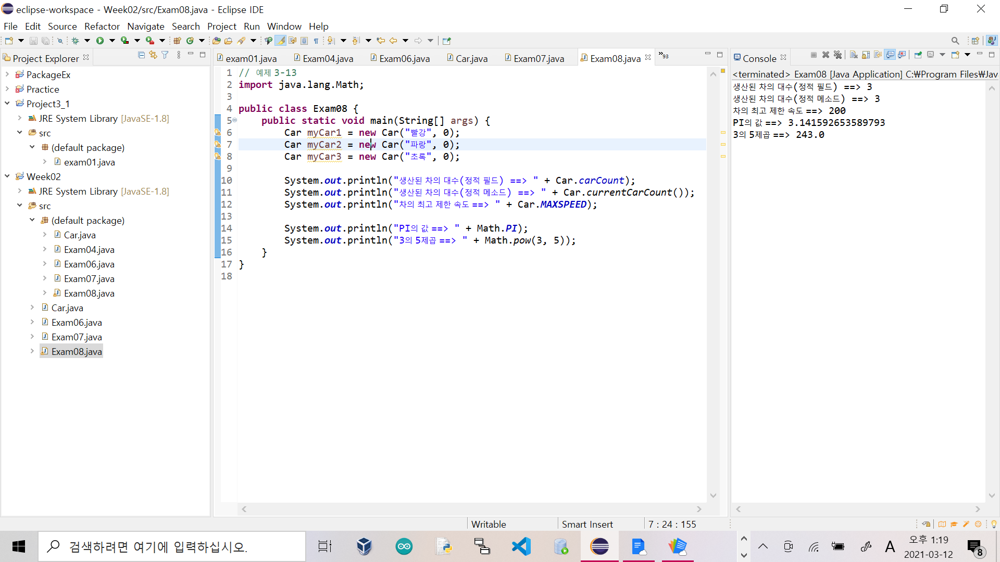 eclipse-workspace - Week02/src/Exam08.java - Eclipse IDE
File Edit Source Refactor Navigate Search Project Run Window Help
Project Explorer
PackageEx
Practice
Project3_1
JRE System Library [JavaSE-1.8]
src
(default package)
exam01.java
Week02
JRE System Library [JavaSE-1.8]
src
(default package)
Car.java
Exam04.java
Exam06.java
Exam07.java
Exam08.java
Car.java
Exam06.java
Exam07.java
Exam08.java
exam01.java Exam04.java Exam06.java Car.java Exam07.java Exam08.java »93
1 // 예제 3-13
2 import java.lang.Math;
3
4 public class Exam08 {
5 public static void main(String[] args) {
6 Car myCar1 = new Car("빨강", 0);
7 Car myCar2 = new Car("파랑", 0);
8 Car myCar3 = new Car("초록", 0);
9
10 System.out.println("생산된 차의 대수(정적 필드) ==> " + Car.carCount);
11 System.out.println("생산된 차의 대수(정적 메소드) ==> " + Car.currentCarCount());
12 System.out.println("차의 최고 제한 속도 ==> " + Car.MAXSPEED);
13
14 System.out.println("PI의 값 ==> " + Math.PI);
15 System.out.println("3의 5제곱 ==> " + Math.pow(3, 5));
16 }
17 }
18
Console
<terminated> Exam08 [Java Application] C:₩Program Files₩Jav
생산된 차의 대수(정적 필드) ==> 3
생산된 차의 대수(정적 메소드) ==> 3
차의 최고 제한 속도 ==> 200
PI의 값 ==> 3.141592653589793
3의 5제곱 ==> 243.0
Writable Smart Insert 7 : 24 : 155
검색하려면 여기에 입력하십시오.
A
오후 1:19
2021-03-12
8